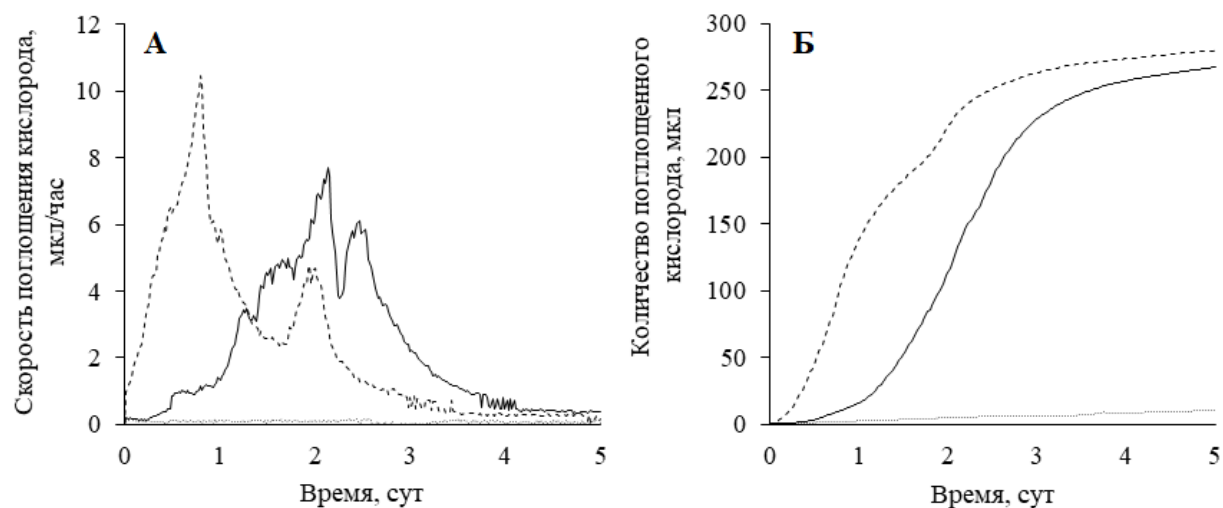 А
Скорость поглощения кислорода,
мкл/час
12
10
8
6
4
2
0
0 1 2 3 4 5
Время, сут
Б
Количество поглощенного
кислорода, мкл
300
250
200
150
100
50
0
0 1 2 3 4 5
Время, сут